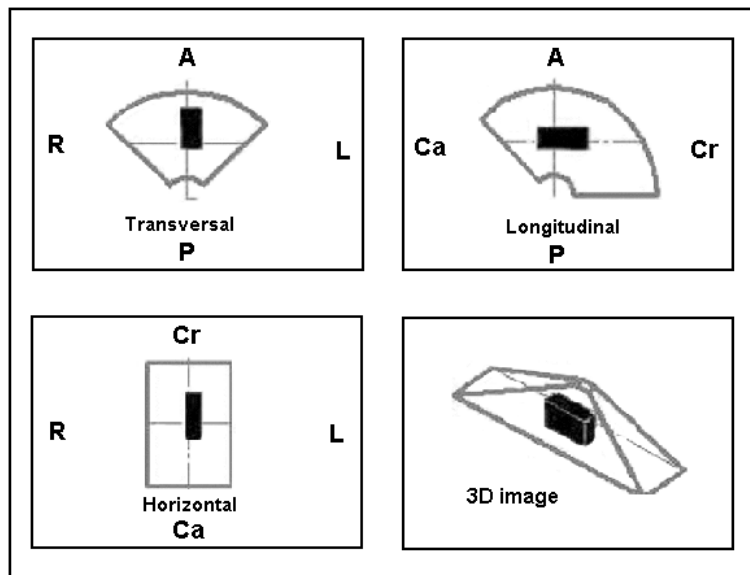 A
R
L
Transversal
P
A
Ca
Cr
Longitudinal
P
Cr
R
L
Horizontal
Ca
3D image